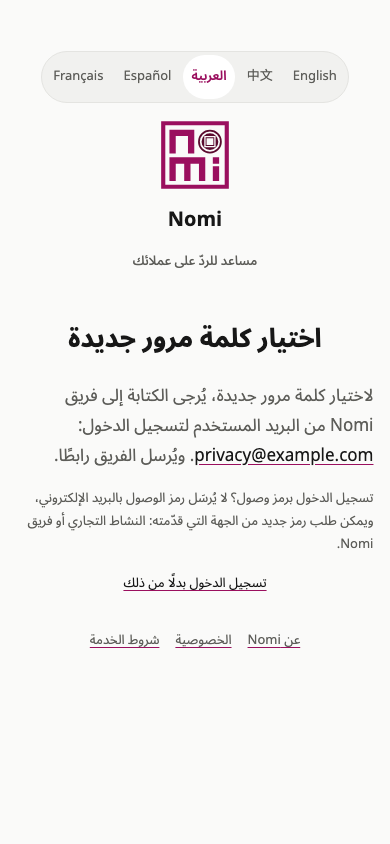 English
中文
العربية
Español
Français
Nomi
Nomi
مساعد للردّ على عملائك
اختيار كلمة مرور جديدة
لاختيار كلمة مرور جديدة، يُرجى الكتابة إلى فريق
Nomi من البريد المستخدم لتسجيل الدخول:
privacy@example.com. ويُرسل الفريق رابطًا.
تسجيل الدخول برمز وصول؟ لا يُرسَل رمز الوصول بالبريد الإلكتروني،
ويمكن طلب رمز جديد من الجهة التي قدّمته: النشاط التجاري أو فريق
Nomi.
تسجيل الدخول بدلًا من ذلك
عن Nomi
الخصوصية
شروط الخدمة